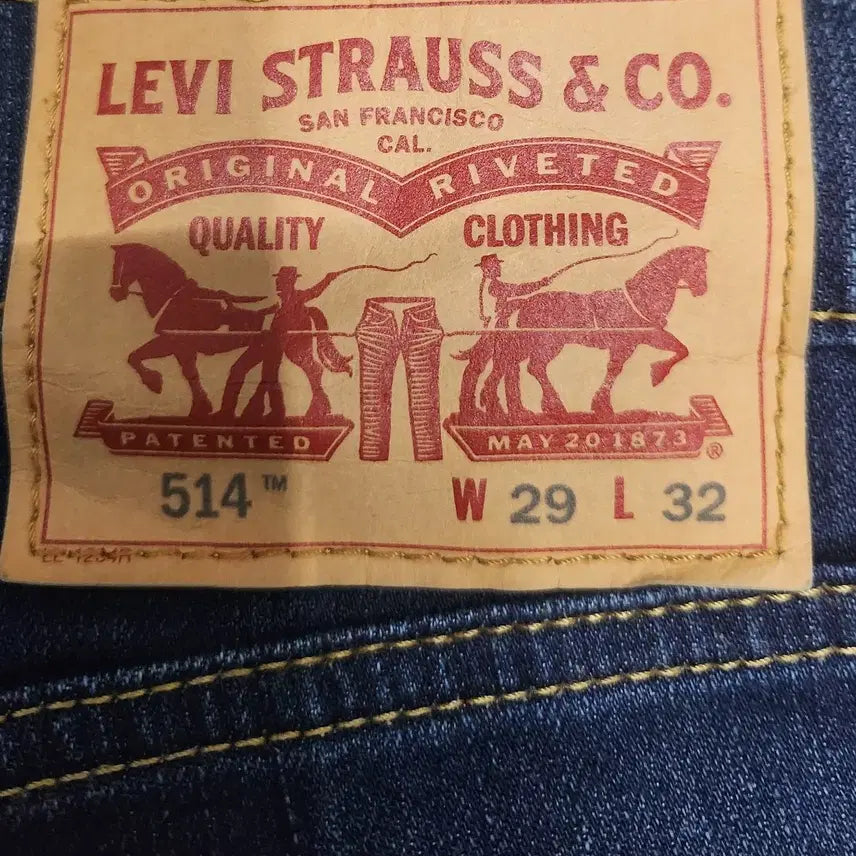 LEVI STRAUSS & CO.
SAN FRANCISCO
CAL.
ORIGINAL RIVETED
QUALITY CLOTHING
PATENTED MAY 20 1873 ®
514™ W 29 L 32